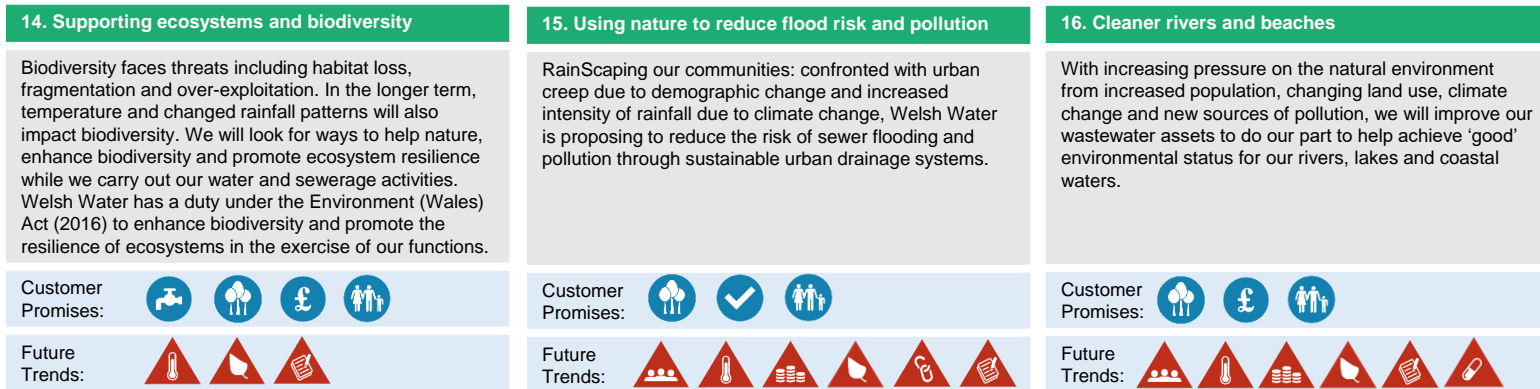 14. Supporting ecosystems and biodiversity
Biodiversity faces threats including habitat loss,
fragmentation and over-exploitation. In the longer term,
temperature and changed rainfall patterns will also
impact biodiversity. We will look for ways to help nature,
enhance biodiversity and promote ecosystem resilience
while we carry out our water and sewerage activities.
Welsh Water has a duty under the Environment (Wales)
Act (2016) to enhance biodiversity and promote the
resilience of ecosystems in the exercise of our functions.
Customer
Promises:
£
Future
Trends:
15. Using nature to reduce flood risk and pollution
RainScaping our communities: confronted with urban
creep due to demographic change and increased
intensity of rainfall due to climate change, Welsh Water
is proposing to reduce the risk of sewer flooding and
pollution through sustainable urban drainage systems.
Customer
Promises:
Future
Trends:
16. Cleaner rivers and beaches
With increasing pressure on the natural environment
from increased population, changing land use, climate
change and new sources of pollution, we will improve our
wastewater assets to do our part to help achieve ‘good’
environmental status for our rivers, lakes and coastal
waters.
Customer
Promises:
£
Future
Trends: